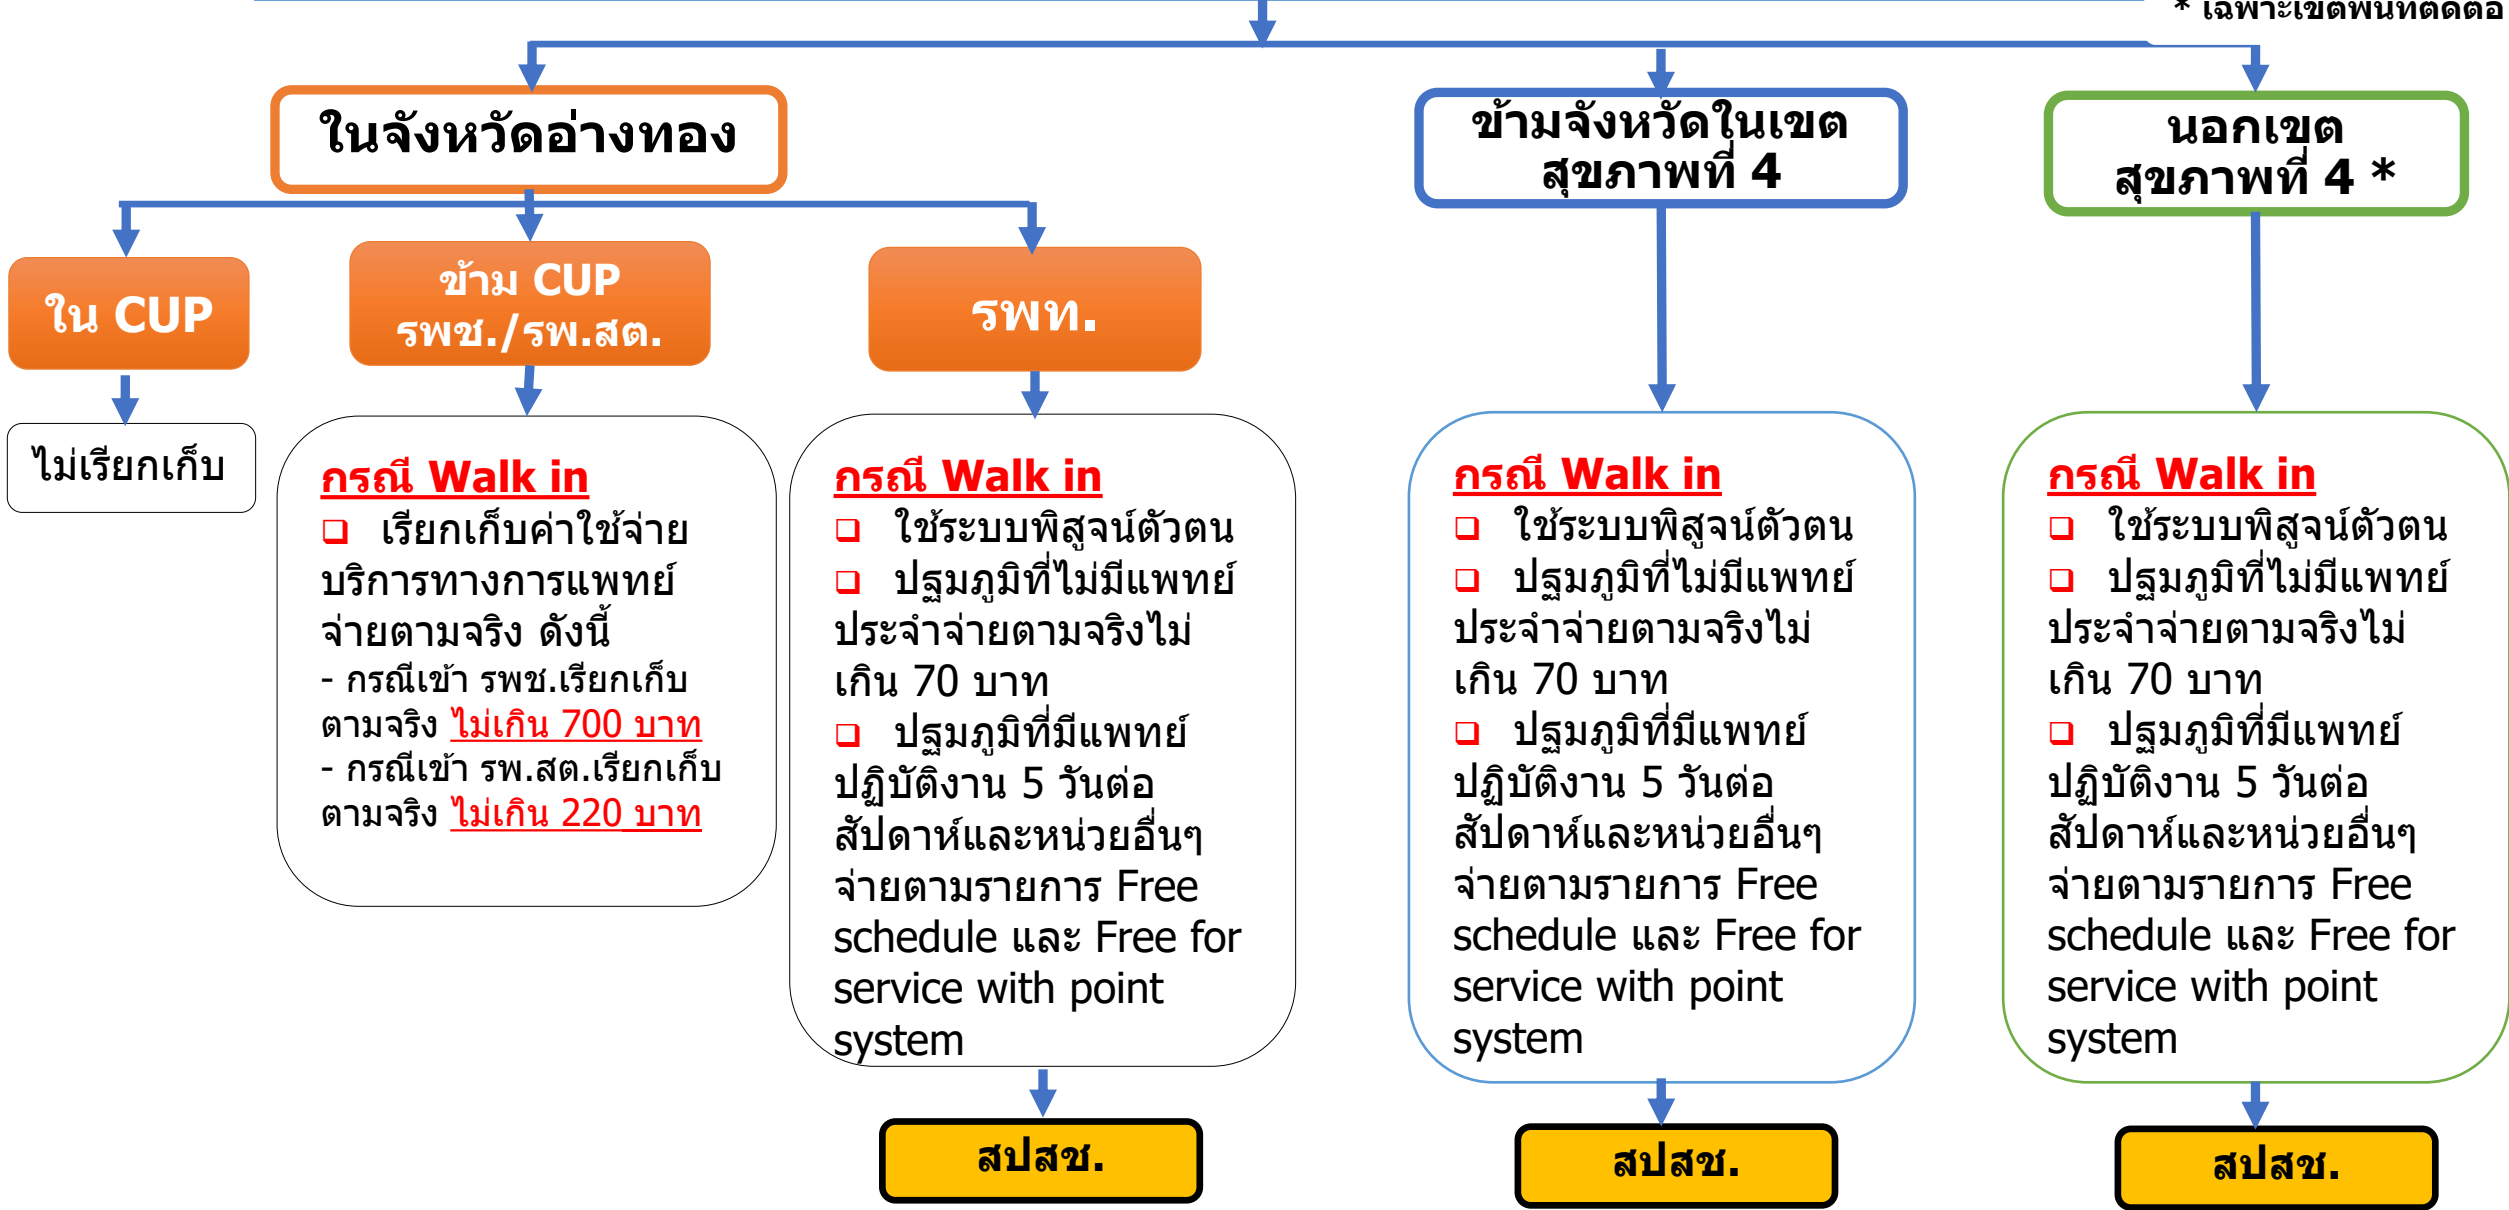 * เฉพาะเขตพื้นที่ติดต่อ
ในจังหวัดอ่างทอง
ข้ามจังหวัดในเขต
สุขภาพที่ 4
นอกเขต
สุขภาพที่ 4 *
ใน CUP
ข้าม CUP
รพช./รพ.สต.
รพท.
ไม่เรียกเก็บ
กรณี Walk in
❑ เรียกเก็บค่าใช้จ่าย
บริการทางการแพทย์
จ่ายตามจริง ดังนี้
- กรณีเข้า รพช.เรียกเก็บ
ตามจริง ไม่เกิน 700 บาท
- กรณีเข้า รพ.สต.เรียกเก็บ
ตามจริง ไม่เกิน 220 บาท
กรณี Walk in
❑ ใช้ระบบพิสูจน์ตัวตน
❑ ปฐมภูมิที่ไม่มีแพทย์
ประจำจ่ายตามจริงไม่
เกิน 70 บาท
❑ ปฐมภูมิที่มีแพทย์
ปฏิบัติงาน 5 วันต่อ
สัปดาห์และหน่วยอื่นๆ
จ่ายตามรายการ Free
schedule และ Free for
service with point
system
สปสช.
กรณี Walk in
❑ ใช้ระบบพิสูจน์ตัวตน
❑ ปฐมภูมิที่ไม่มีแพทย์
ประจำจ่ายตามจริงไม่
เกิน 70 บาท
❑ ปฐมภูมิที่มีแพทย์
ปฏิบัติงาน 5 วันต่อ
สัปดาห์และหน่วยอื่นๆ
จ่ายตามรายการ Free
schedule และ Free for
service with point
system
สปสช.
กรณี Walk in
❑ ใช้ระบบพิสูจน์ตัวตน
❑ ปฐมภูมิที่ไม่มีแพทย์
ประจำจ่ายตามจริงไม่
เกิน 70 บาท
❑ ปฐมภูมิที่มีแพทย์
ปฏิบัติงาน 5 วันต่อ
สัปดาห์และหน่วยอื่นๆ
จ่ายตามรายการ Free
schedule และ Free for
service with point
system
สปสช.